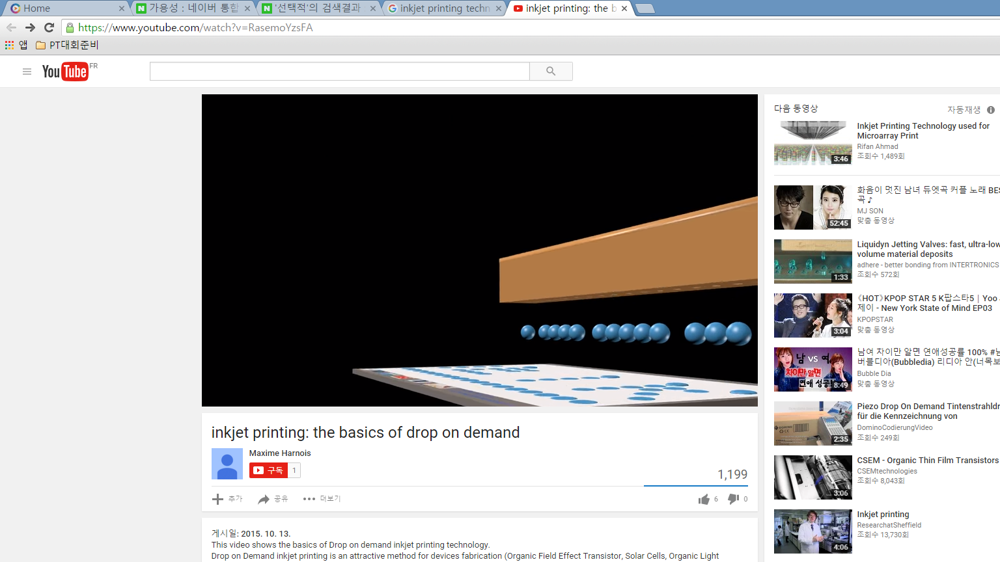 Home
가용성 : 네이버 통합
'선택적'의 검색결과
inkjet printing techn
inkjet printing: the b
https://www.youtube.com/watch?v=RasemoYzsFA
앱
PT대회준비
YouTube FR
다음 동영상
자동재생
Inkjet Printing Technology used for
Microarray Print
Rifan Ahmad
조회수 1,489회
3:46
화음이 멋진 남녀 듀엣곡 커플 노래 BES
곡 ♪
MJ SON
맞춤 동영상
52:45
Liquidyn Jetting Valves: fast, ultra-low
volume material deposits
adhere - better bonding from INTERTRONICS
조회수 572회
1:33
《HOT》KPOP STAR 5 K팝스타5 | Yoo
제이 - New York State of Mind EP03
KPOPSTAR
맞춤 동영상
3:04
남여 차이만 알면 연애성공률 100% #남
버블디아(Bubbledia) 리디아 안(너목보
Bubble Dia
맞춤 동영상
남 VS 여
차이만 알면
연애 성공
8:49
Piezo Drop On Demand Tintenstrahldr
für die Kennzeichnung von
DominoCodierungVideo
조회수 249회
DOMINO
2:35
CSEM - Organic Thin Film Transistors
CSEMtechnologies
조회수 8,043회
3:06
Inkjet printing
ResearchatSheffield
조회수 13,730회
4:06
inkjet printing: the basics of drop on demand
Maxime Harnois
구독 1
1,199
추가
공유
더보기
6
0
게시일: 2015. 10. 13.
This video shows the basics of Drop on demand inkjet printing technology.
Drop on Demand inkjet printing is an attractive method for devices fabrication (Organic Field Effect Transistor, Solar Cells, Organic Light